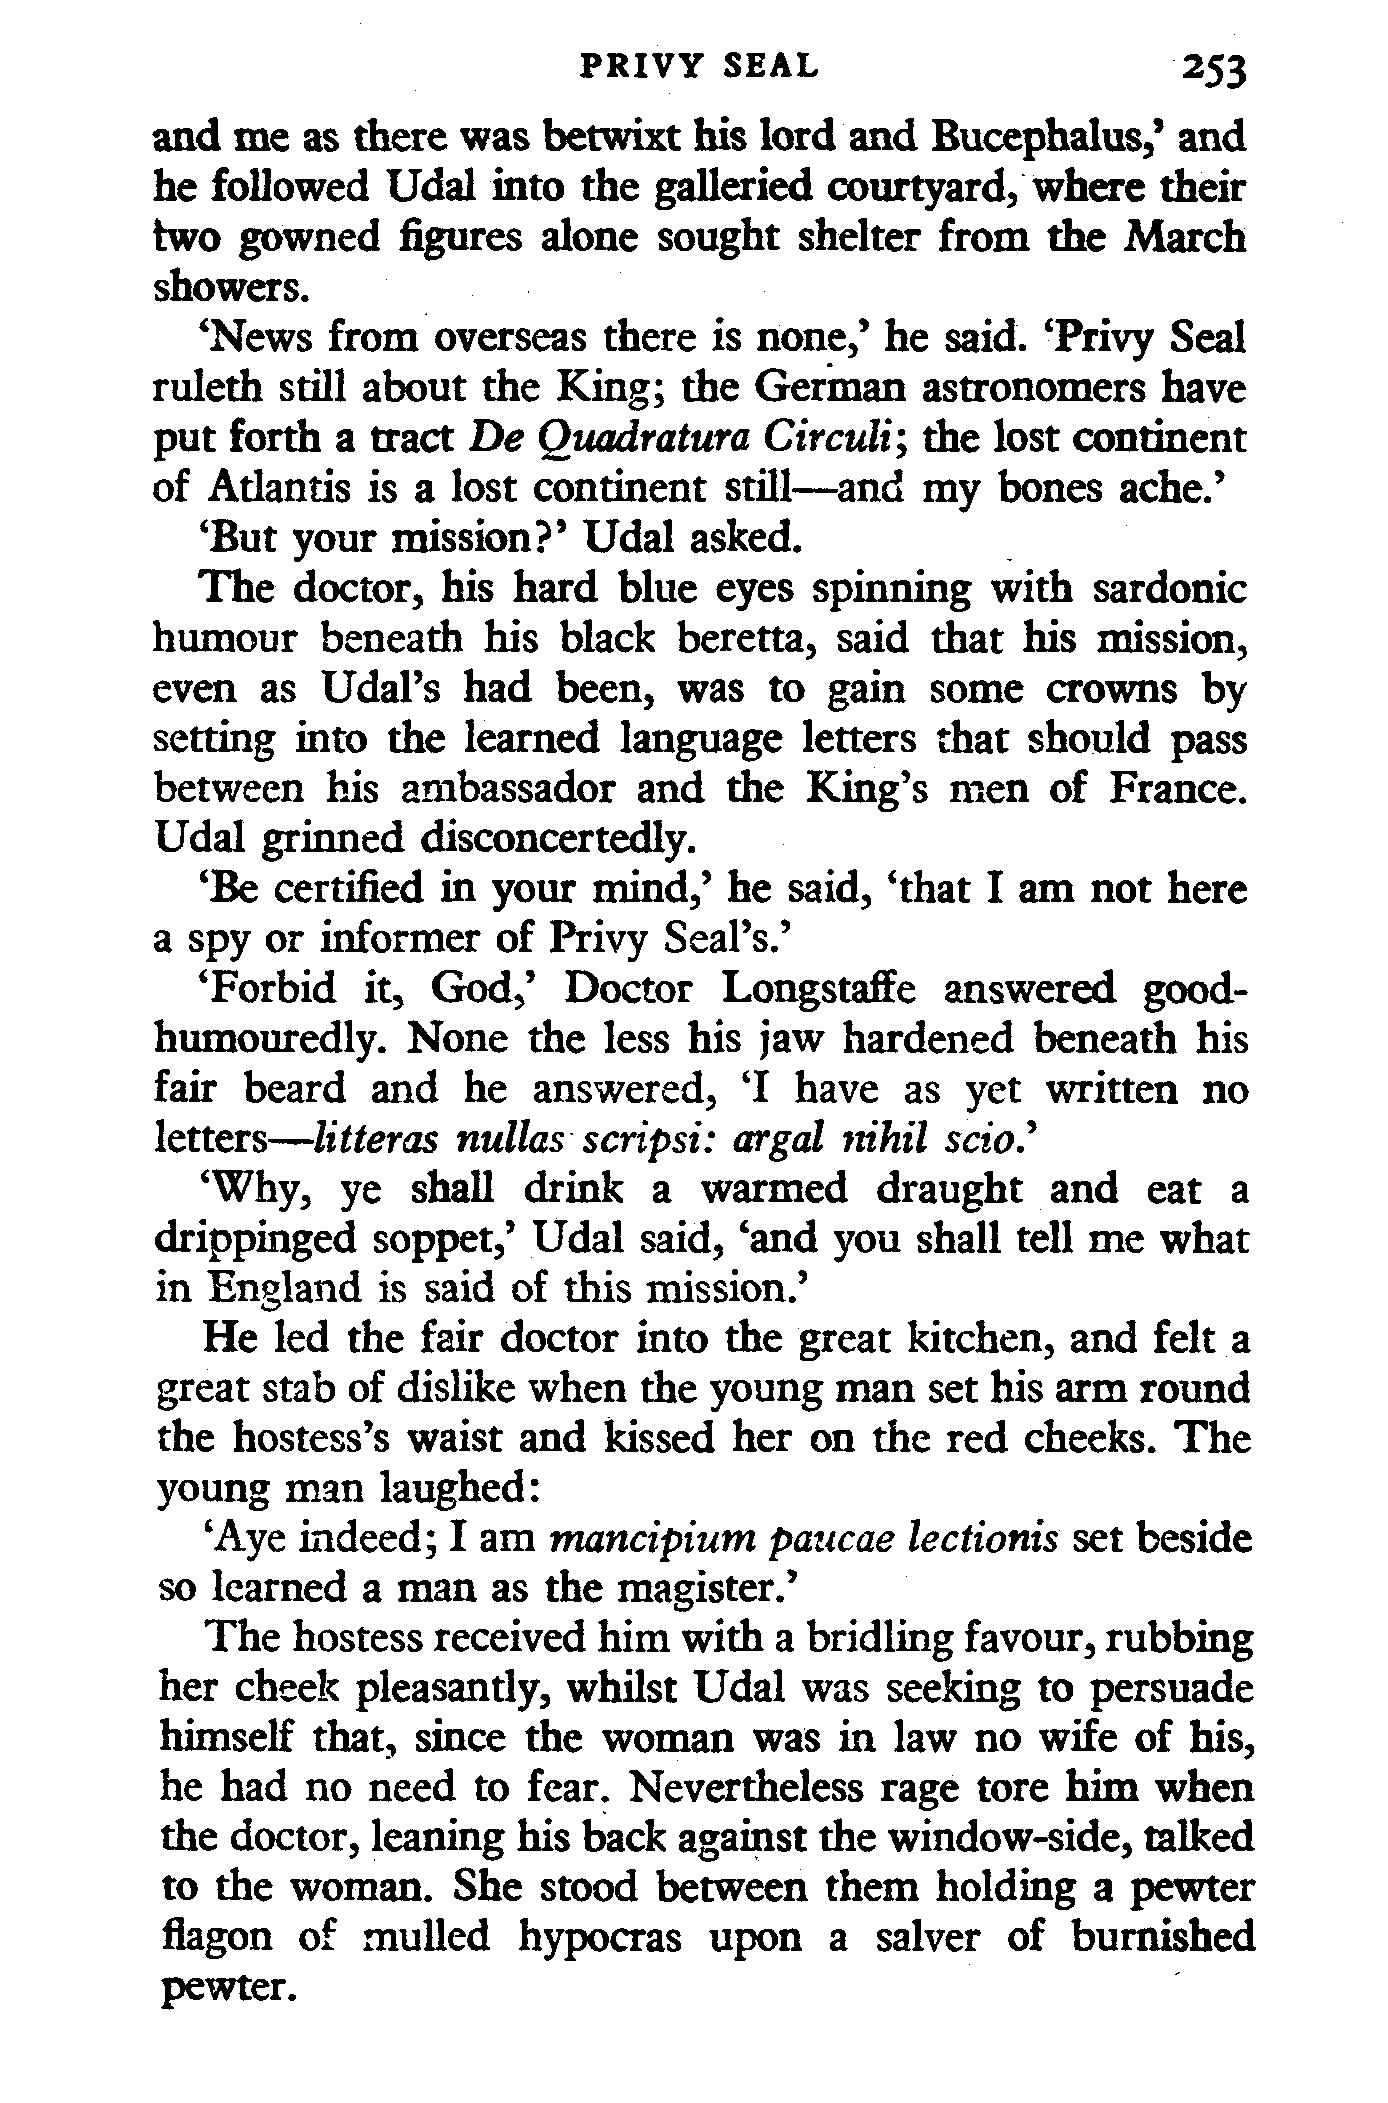 PRIVY SEAL 253
and me as there was betwixt his lord and Bucephalus,’ and
he followed Udal into the galleried courtyard, where their
two gowned figures alone sought shelter from the March
showers.
‘News from overseas there is none,’ he said. ‘Privy Seal
ruleth still about the King; the German astronomers have
put forth a tract De Quadratura Circuli; the lost continent
of Atlantis is a lost continent still—and my bones ache.’
‘But your mission?’ Udal asked.
The doctor, his hard blue eyes spinning with sardonic
humour beneath his black beretta, said that his mission,
even as Udal’s had been, was to gain some crowns by
setting into the learned language letters that should pass
between his ambassador and the King’s men of France.
Udal grinned disconcertedly.
‘Be certified in your mind,’ he said, ‘that I am not here
a spy or informer of Privy Seal’s.’
‘Forbid it, God,’ Doctor Longstaffe answered good-
humouredly. None the less his jaw hardened beneath his
fair beard and he answered, ‘I have as yet written no
letters—litteras nullas scripsi: argal nihil scio.’
‘Why, ye shall drink a warmed draught and eat a
drippinged soppet,’ Udal said, ‘and you shall tell me what
in England is said of this mission.’
He led the fair doctor into the great kitchen, and felt a
great stab of dislike when the young man set his arm round
the hostess’s waist and kissed her on the red cheeks. The
young man laughed:
‘Aye indeed; I am mancipium paucae lectionis set beside
so learned a man as the magister.’
The hostess received him with a bridling favour, rubbing
her cheek pleasantly, whilst Udal was seeking to persuade
himself that, since the woman was in law no wife of his,
he had no need to fear. Nevertheless rage tore him when
the doctor, leaning his back against the window-side, talked
to the woman. She stood between them holding a pewter
flagon of mulled hypocras upon a salver of burnished
pewter.